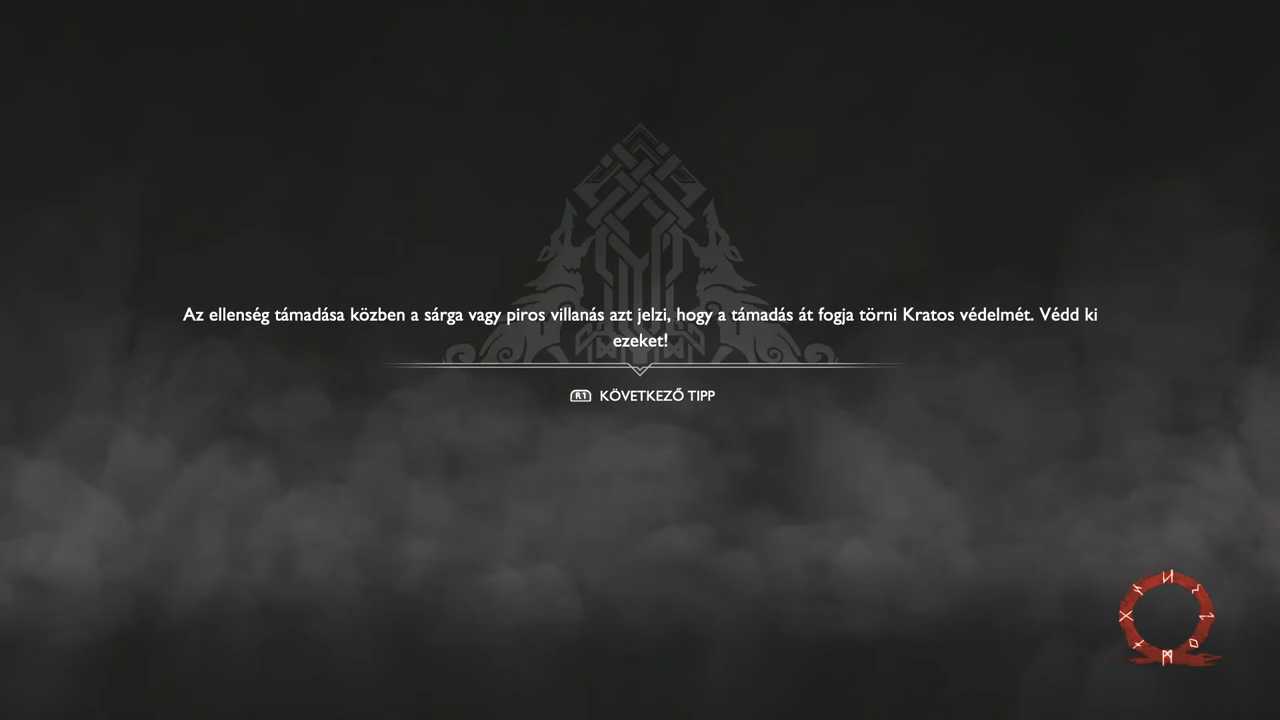 Az ellenség támadása közben a sárga vagy piros villanás azt jelzi, hogy a támadás át fogja törni Kratos védelmét. Védd ki
ezeket!
R1 KÖVETKEZŐ TIPP